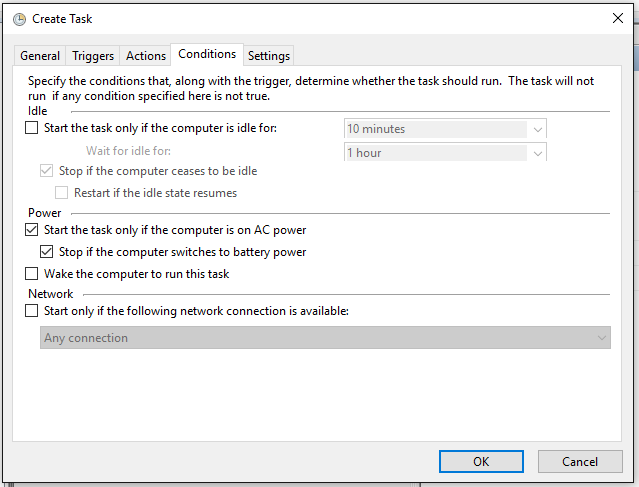 Create Task
General Triggers Actions Conditions Settings
Specify the conditions that, along with the trigger, determine whether the task should run.  The task will not
run  if any condition specified here is not true.
Idle
Start the task only if the computer is idle for: 10 minutes
Wait for idle for: 1 hour
Stop if the computer ceases to be idle
Restart if the idle state resumes
Power
Start the task only if the computer is on AC power
Stop if the computer switches to battery power
Wake the computer to run this task
Network
Start only if the following network connection is available:
Any connection
OK Cancel